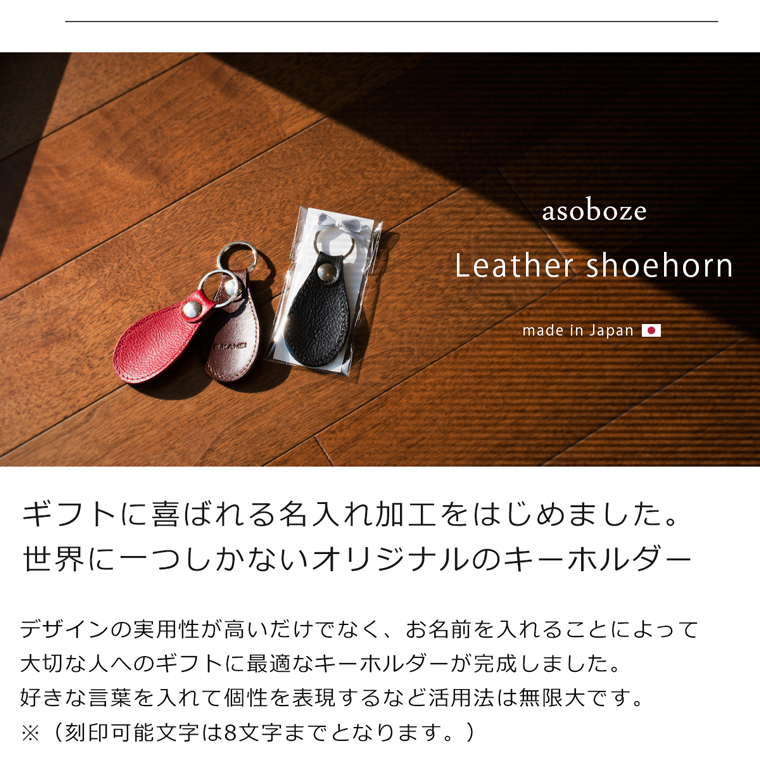 asoboze
Leather shoehorn
made in Japan
ギフトに喜ばれる名入れ加工をはじめました。
世界に一つしかないオリジナルのキーホルダー
デザインの実用性が高いだけでなく、お名前を入れることによって
大切な人へのギフトに最適なキーホルダーが完成しました。
好きな言葉を入れて個性を表現するなど活用法は無限大です。
※（刻印可能文字は8文字までとなります。）